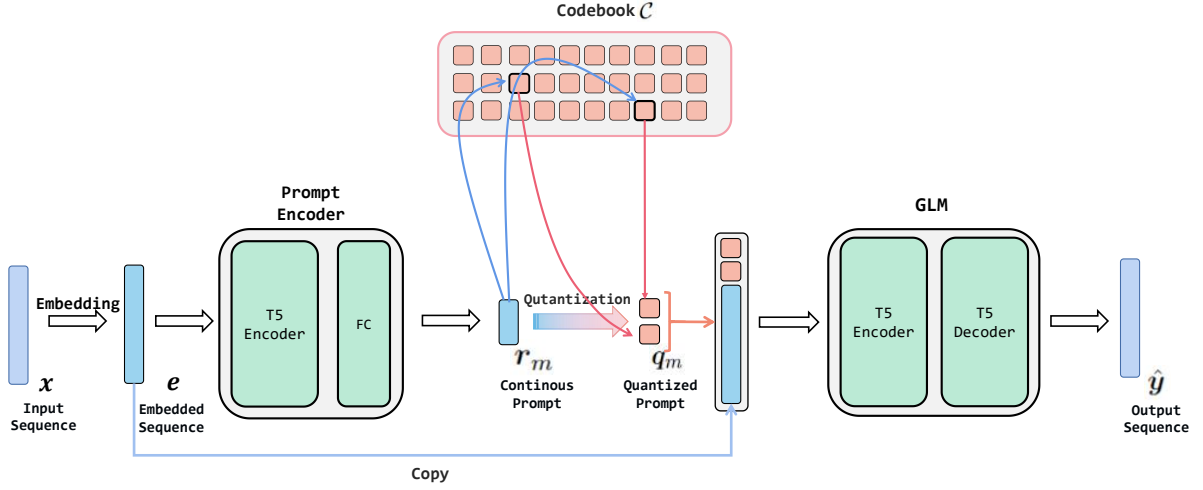 Codebook 𝒞
Prompt
Encoder
GLM
Embedding
T5
Encoder
FC
Qutantization
T5
Encoder
T5
Decoder
x
Input
Sequence
e
Embedded
Sequence
r_m
Continous
Prompt
q_m
Quantized
Prompt
ŷ
Output
Sequence
Copy